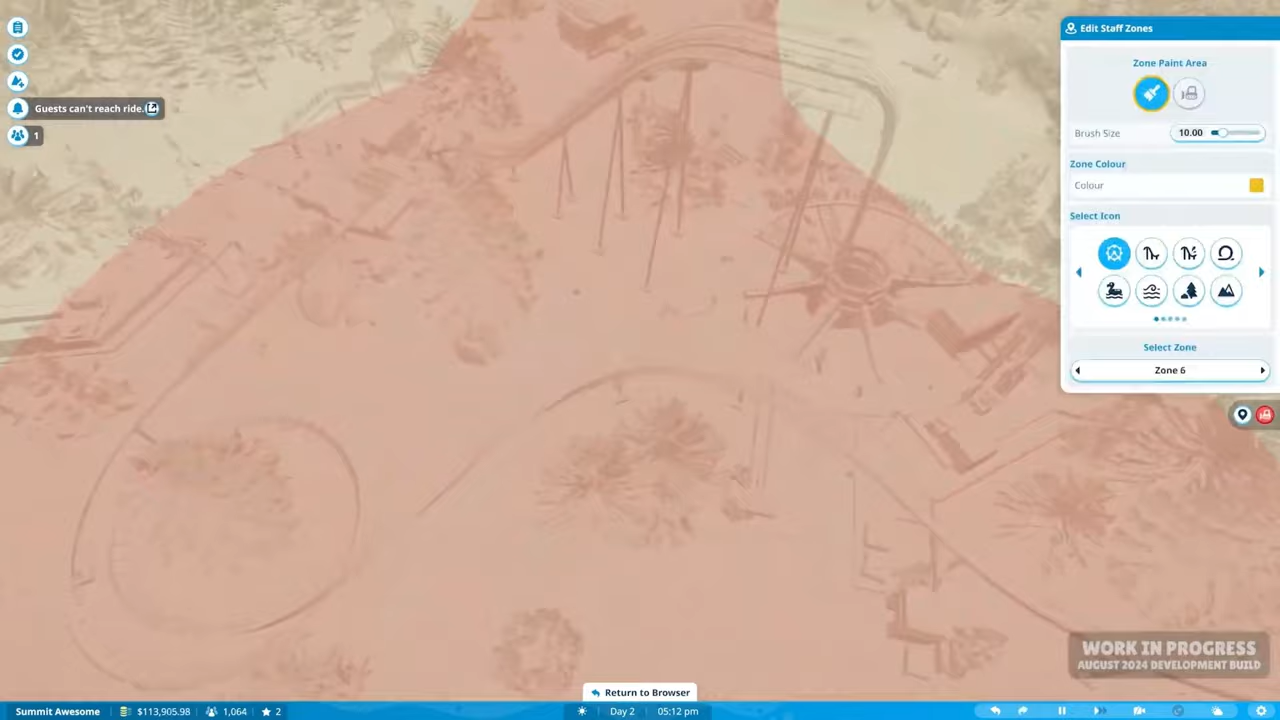 Edit Staff Zones
Zone Paint Area
Guests can't reach ride.
1
Brush Size
10.00
Zone Colour
Colour
Select Icon
Select Zone
Zone 6
WORK IN PROGRESS
AUGUST 2024 DEVELOPMENT BUILD
Return to Browser
Summit Awesome
$113,905.98
1,064
2
Day 2
05:12 pm